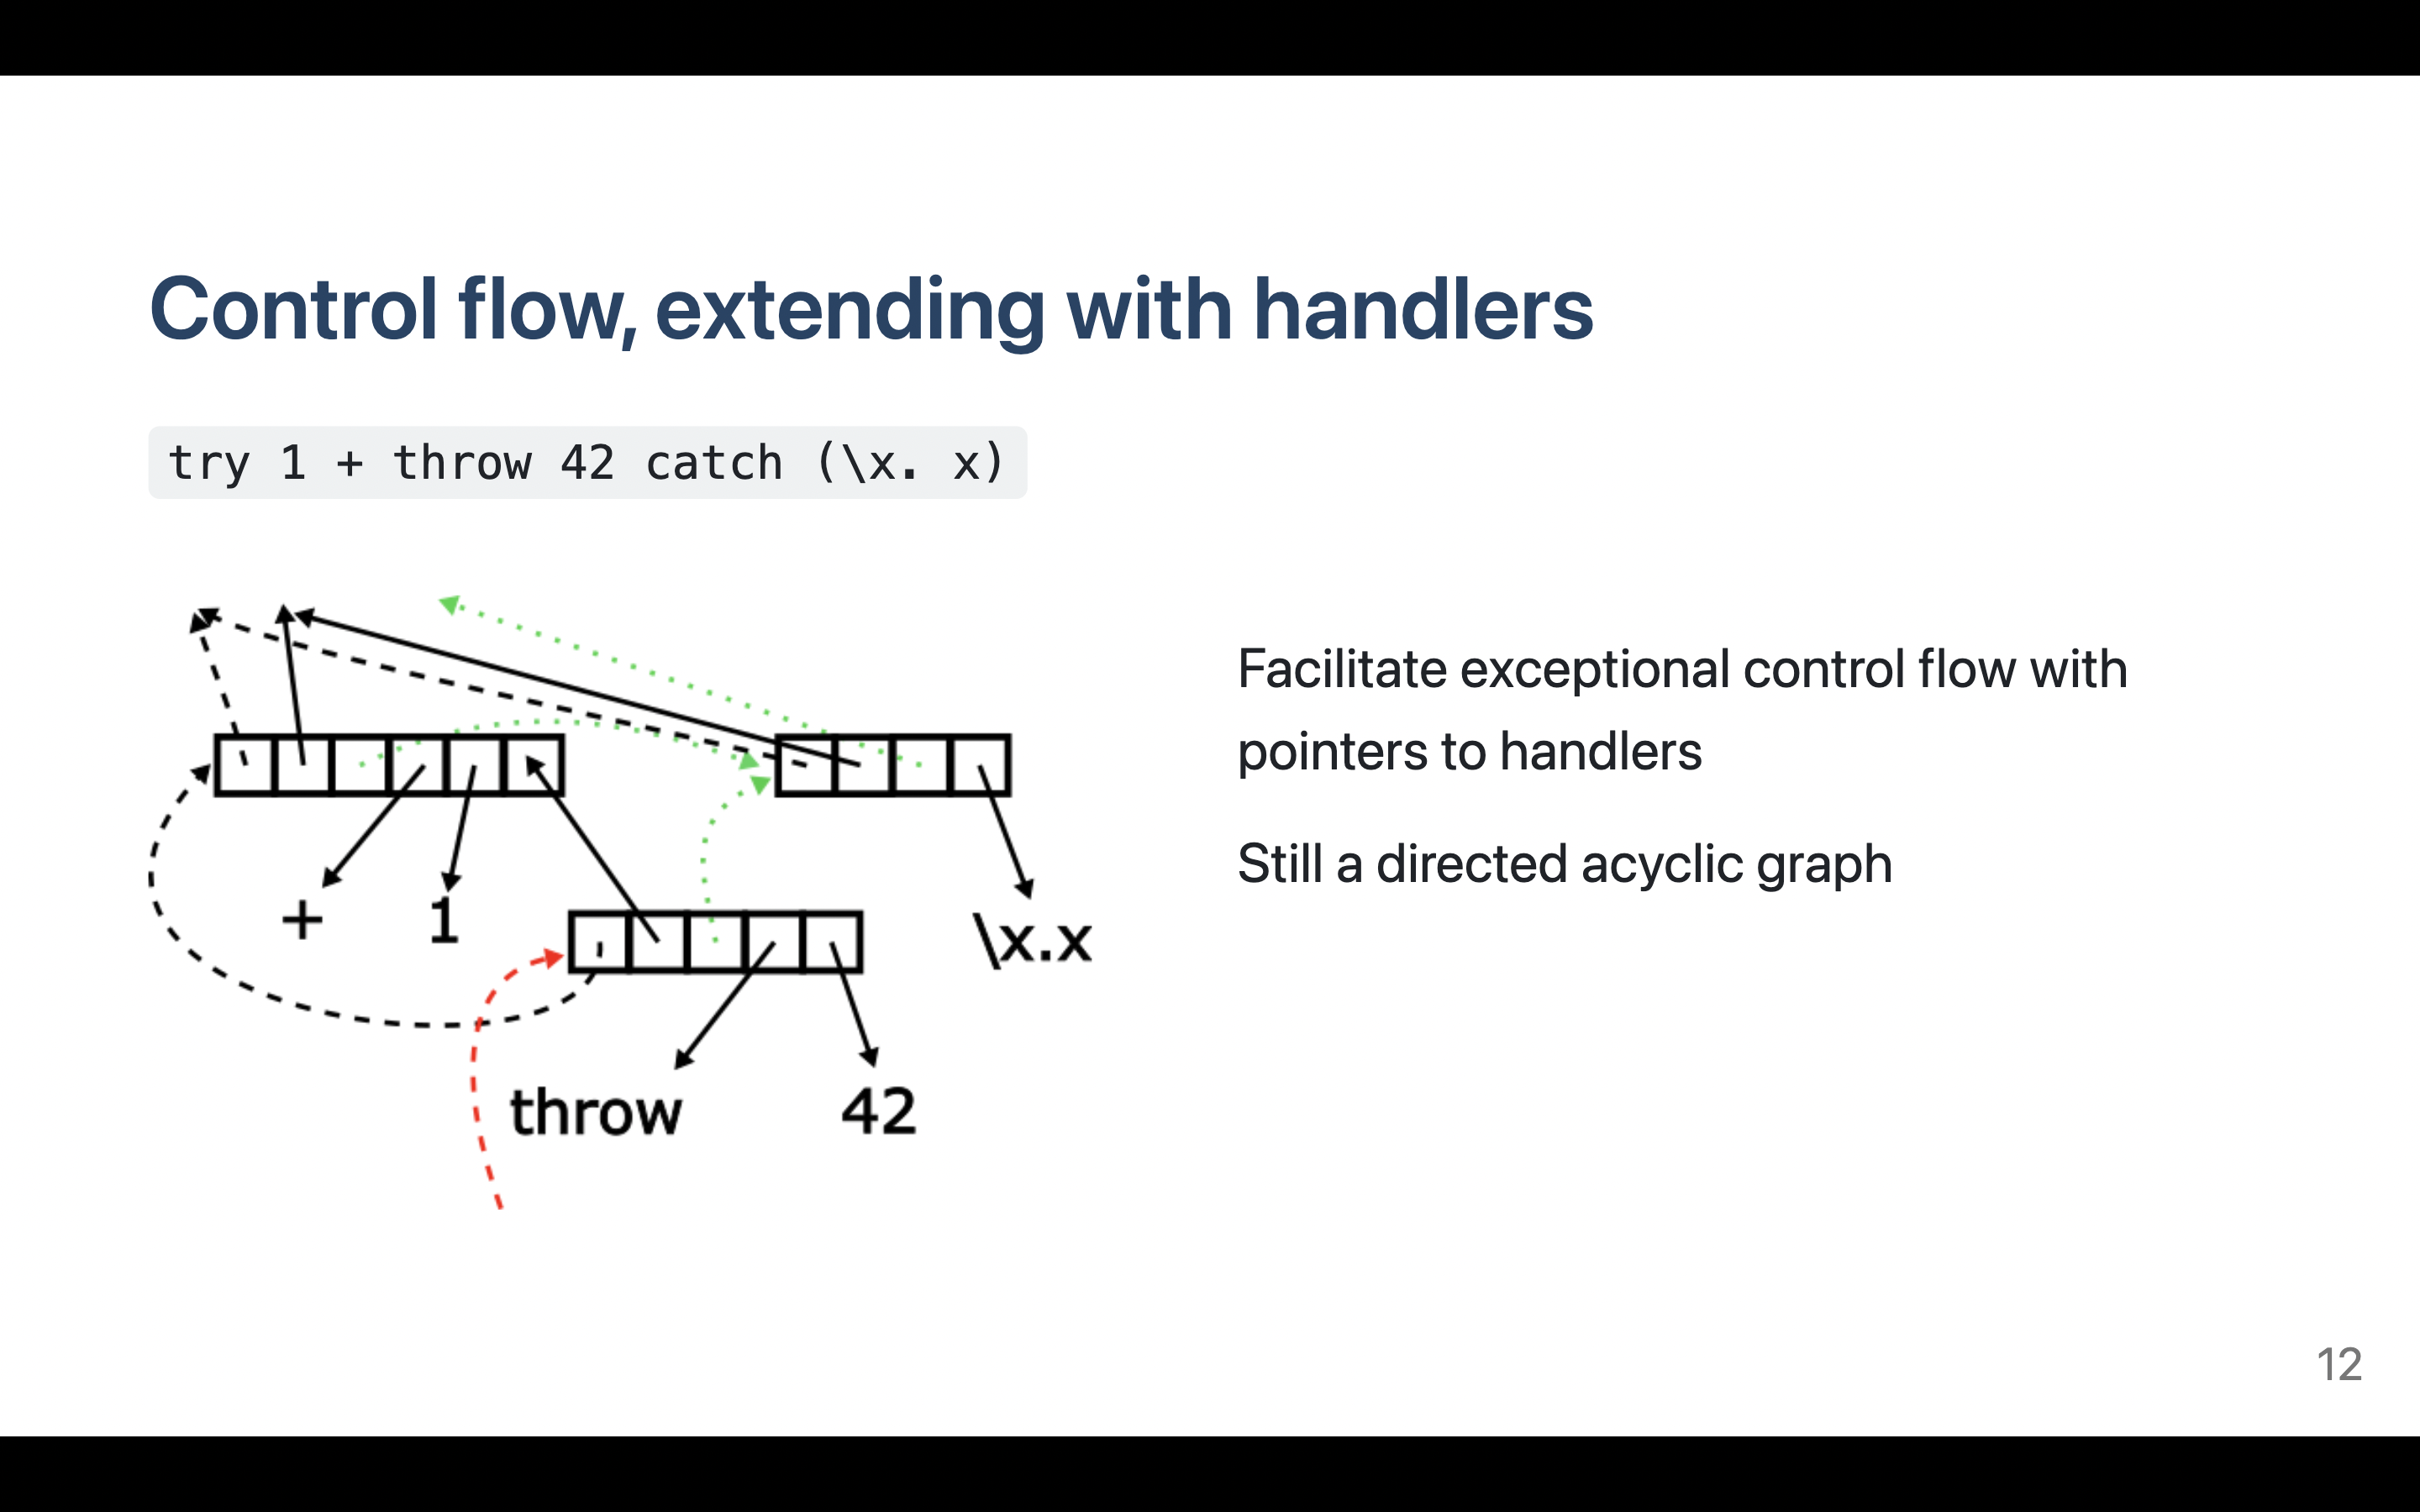 Control flow, extending with handlers
try 1 + throw 42 catch (\x. x)
Facilitate exceptional control flow with
pointers to handlers
Still a directed acyclic graph
+ 1
\x.x
throw 42
12